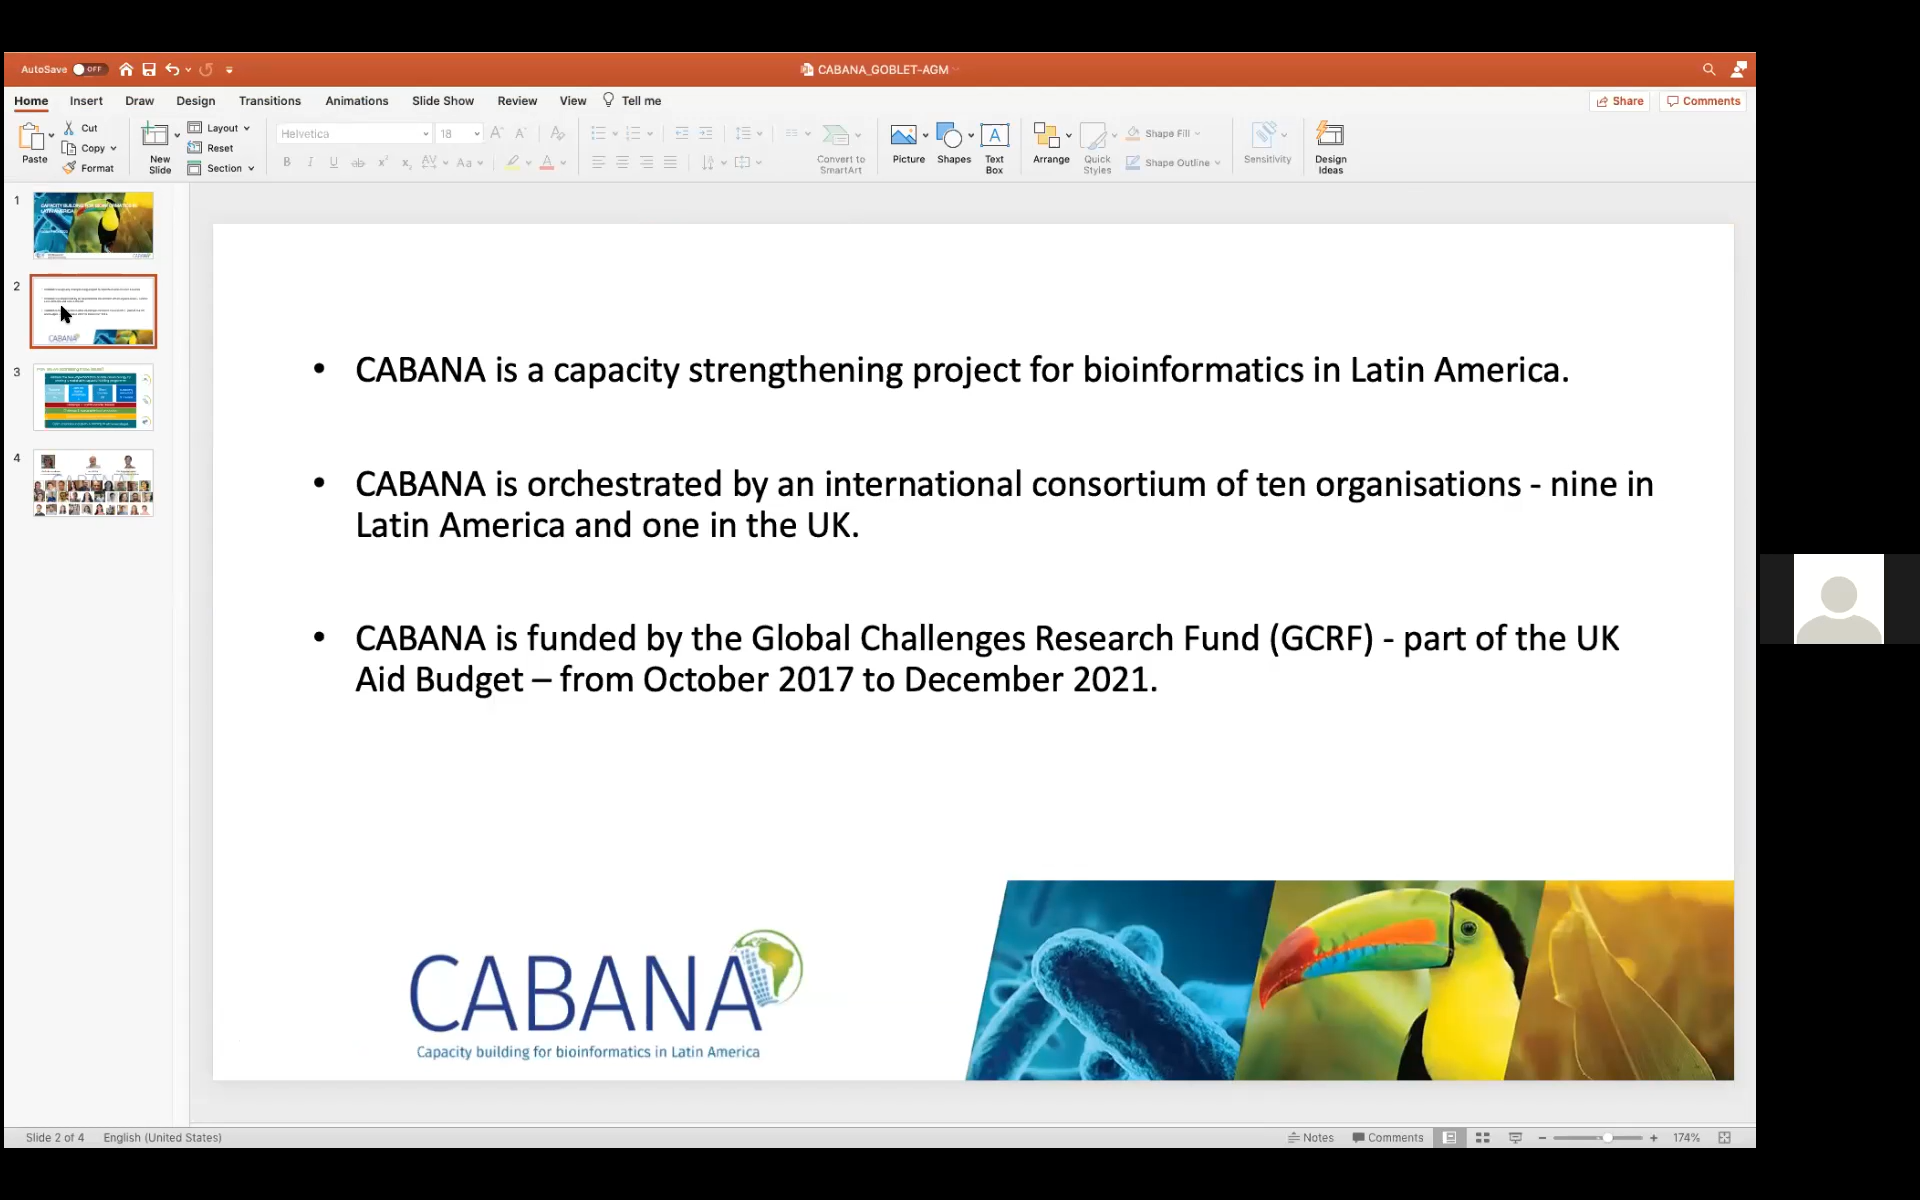 AutoSave OFF
CABANA_GOBLET-AGM
Home Insert Draw Design Transitions Animations Slide Show Review View Tell me
Share Comments
Paste
Cut
Copy
Format
New
Slide
Layout
Reset
Section
Helvetica 18
Convert to
SmartArt
Picture
Shapes
Text
Box
Arrange
Quick
Styles
Shape Fill
Shape Outline
Sensitivity
Design
Ideas
1
2
3
4
• CABANA is a capacity strengthening project for bioinformatics in Latin America.
• CABANA is orchestrated by an international consortium of ten organisations - nine in
Latin America and one in the UK.
• CABANA is funded by the Global Challenges Research Fund (GCRF) - part of the UK
Aid Budget – from October 2017 to December 2021.
CABANA
Capacity building for bioinformatics in Latin America
Slide 2 of 4 English (United States)
Notes Comments 174%